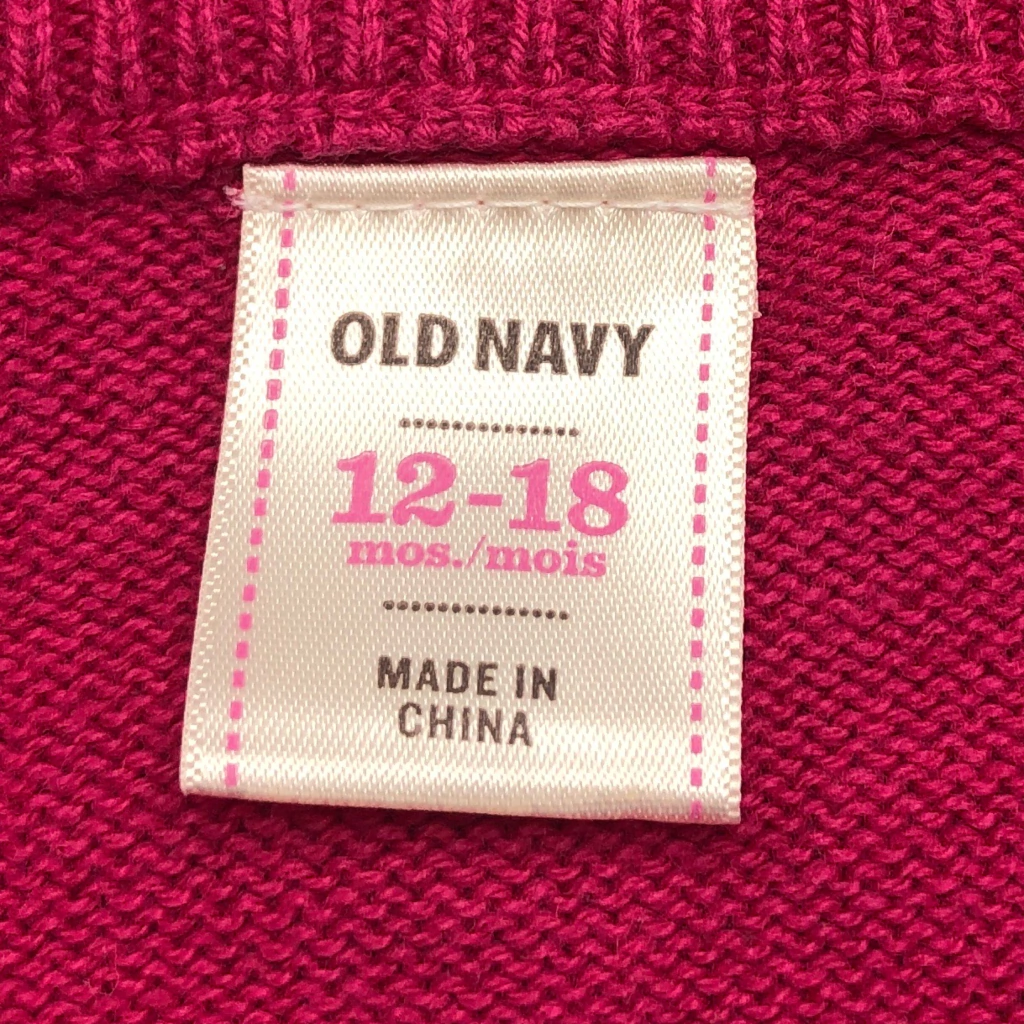 OLD NAVY
12-18
mos./mois
MADE IN
CHINA